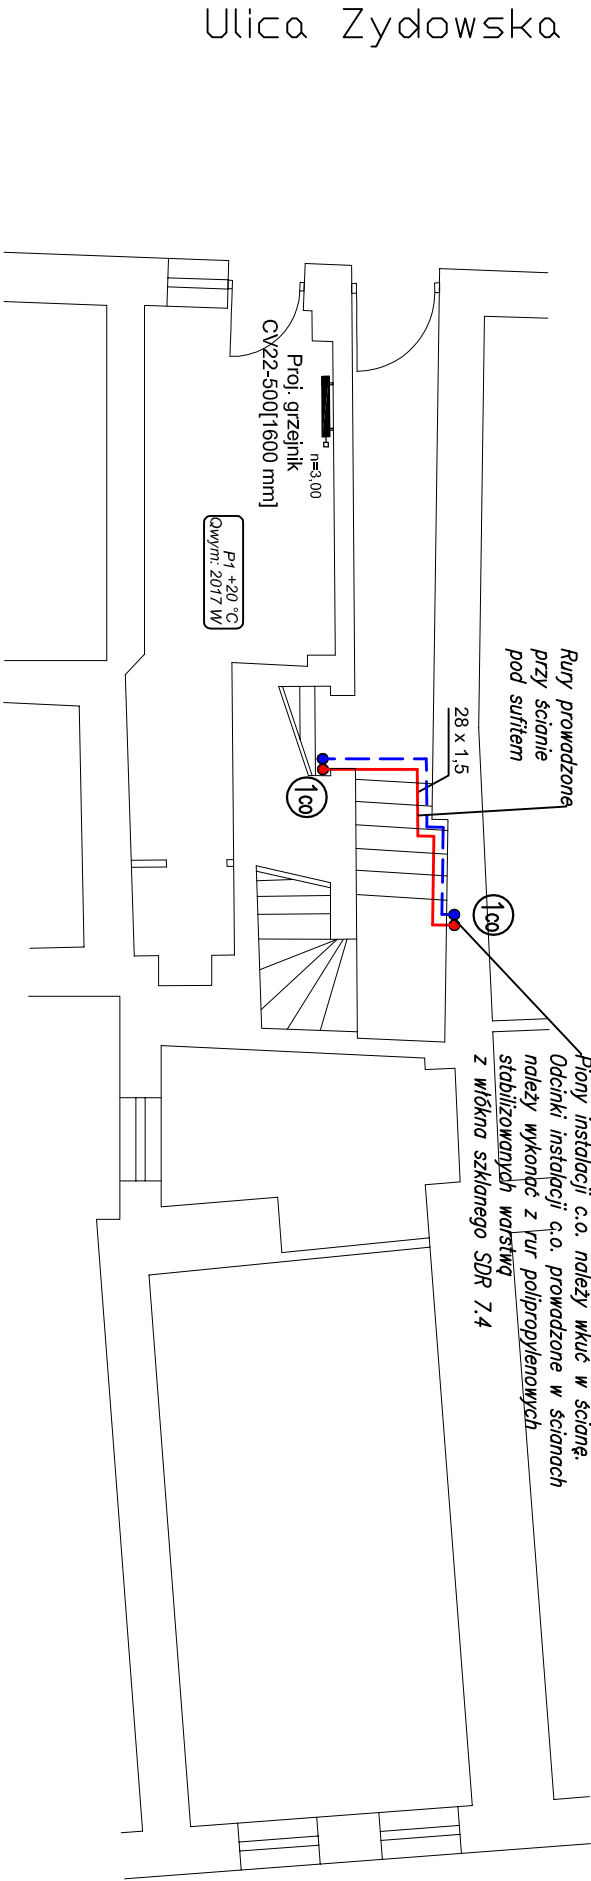 Ulica Zydowska
Proj. grzejnik
CV22-500[1600 mm]
n=3,00
P1 +20 °C
Qwym: 2017 W
Rury prowadzone
przy ścianie
pod sufitem
28 x 1,5
1co
1co
Piony instalacji c.o. należy wkuć w ścianę.
Odcinki instalacji c.o. prowadzone w ścianach
należy wykonać z rur polipropylenowych
stabilizowanych warstwą
z włókna szklanego SDR 7.4